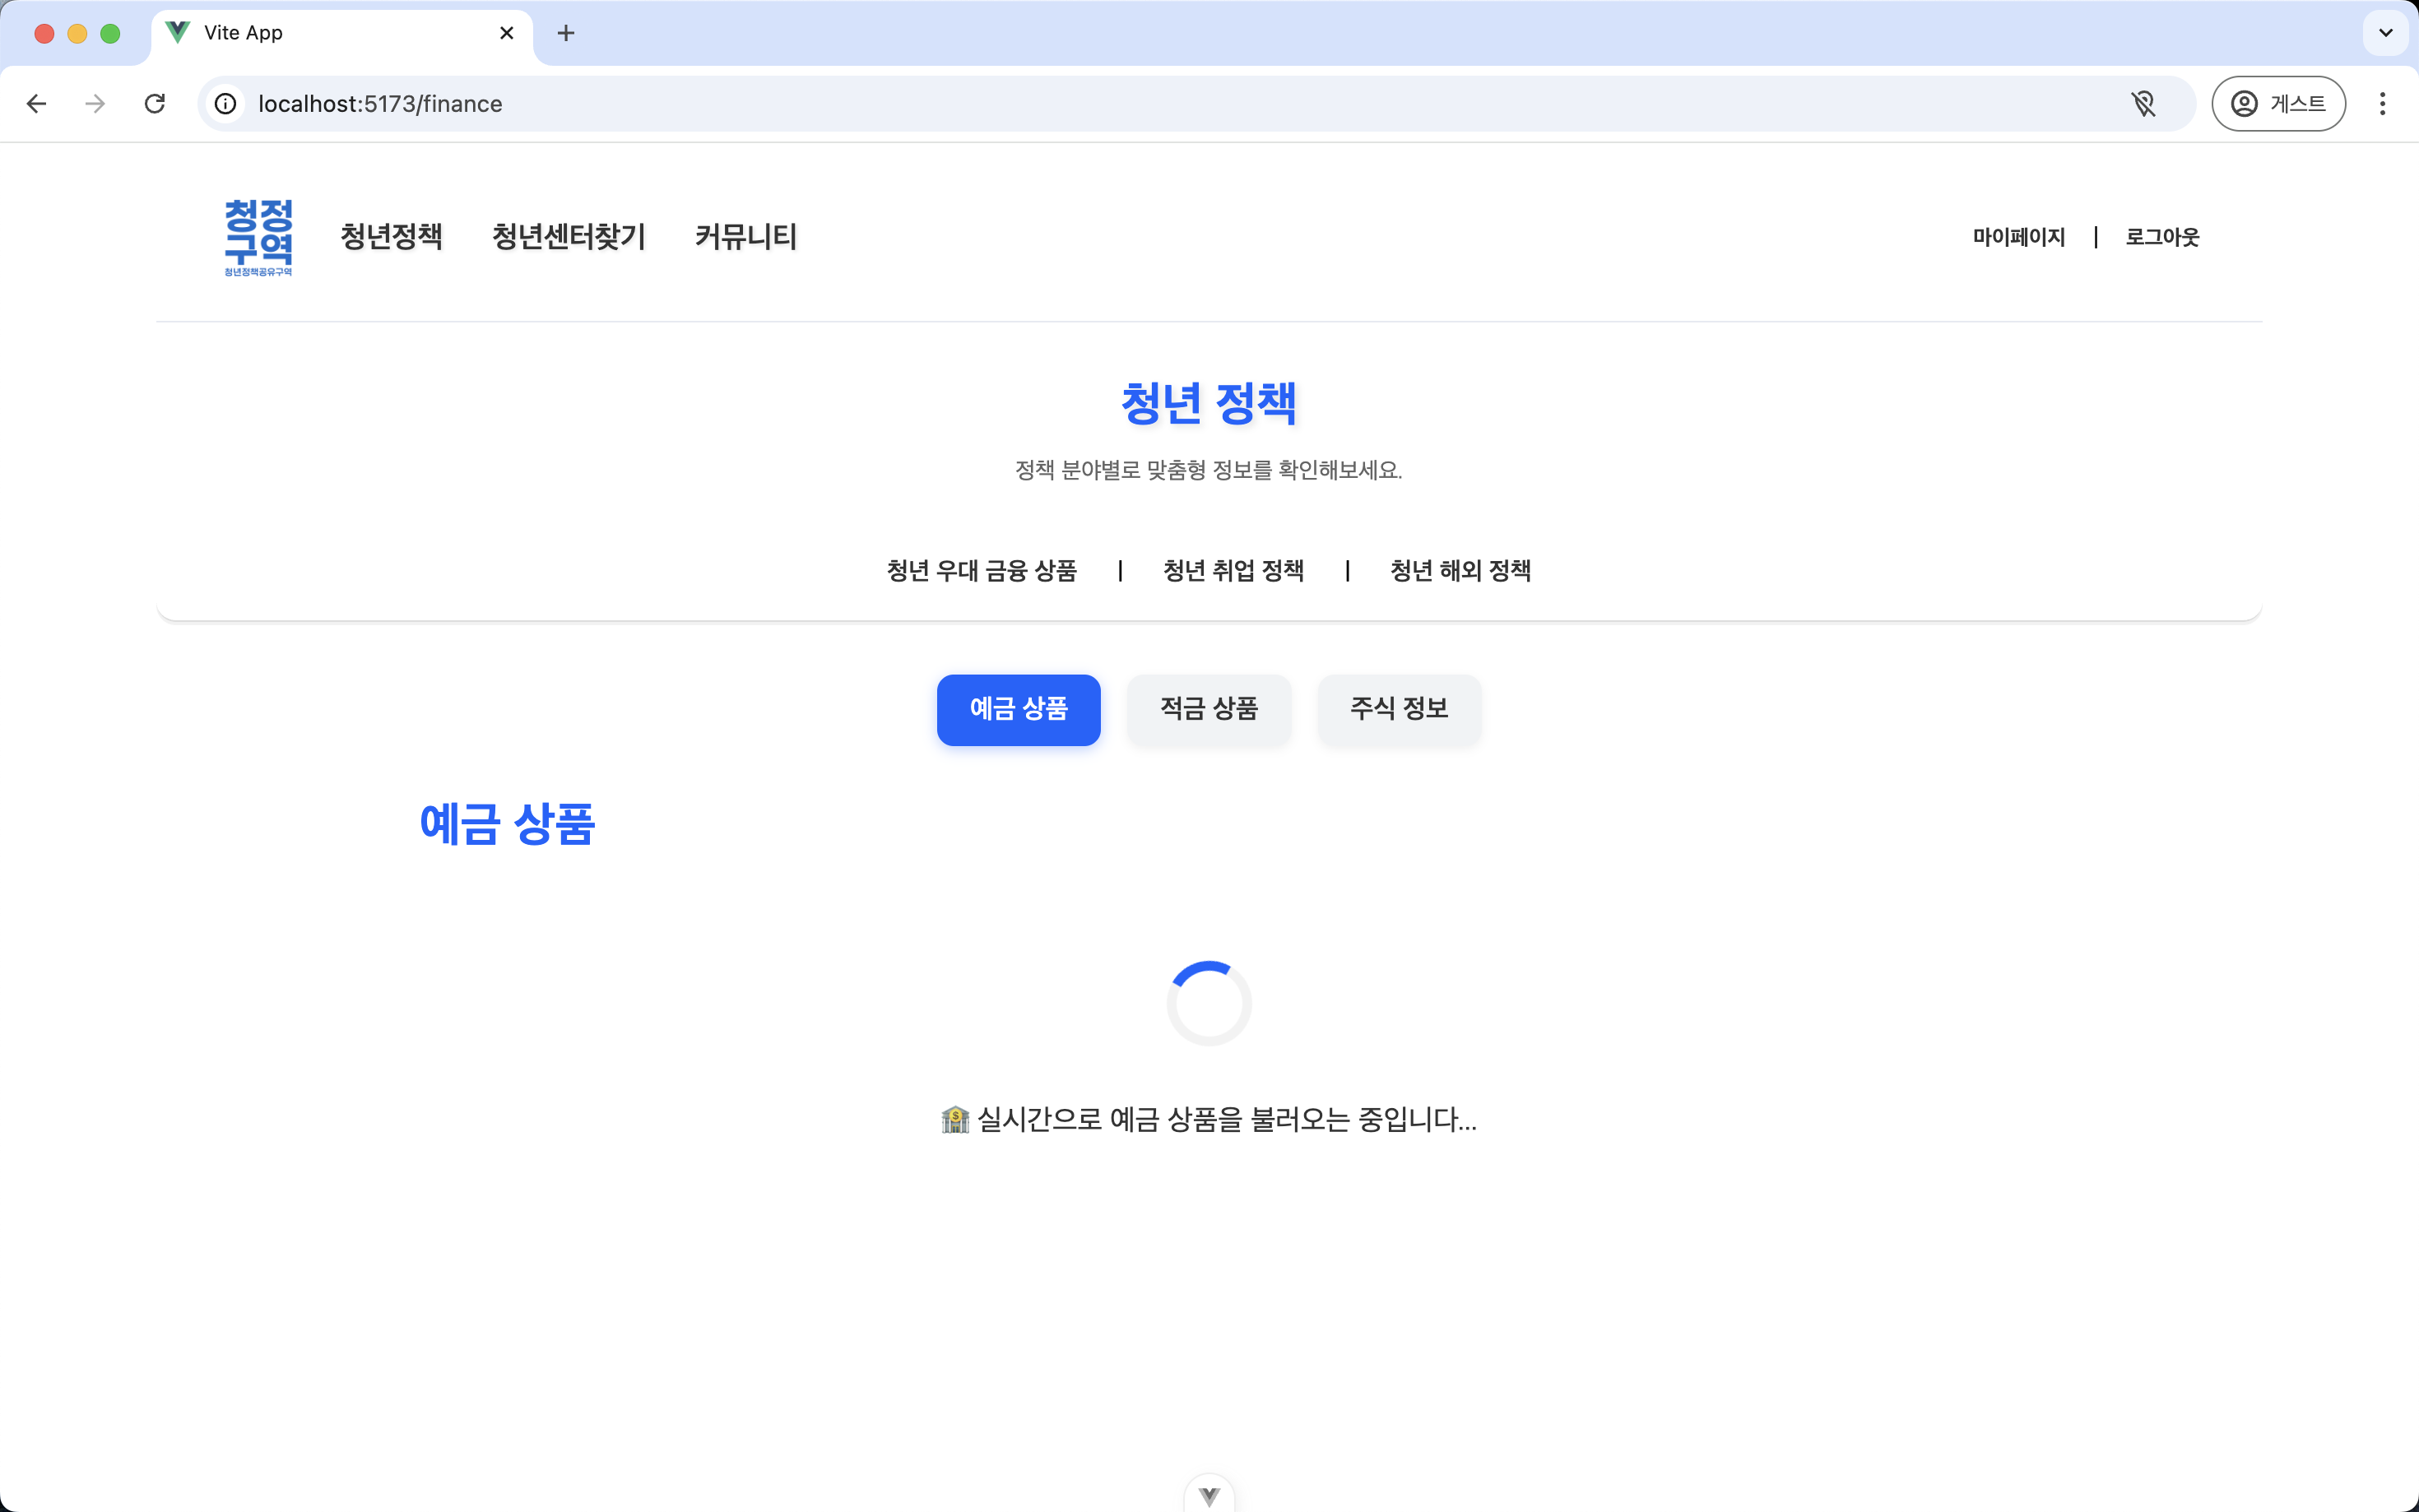 Vite App
localhost:5173/finance
게스트
청정
구역
청년정책공유구역
청년정책 청년센터찾기 커뮤니티
마이페이지 | 로그아웃
청년 정책
정책 분야별로 맞춤형 정보를 확인해보세요.
청년 우대 금융 상품 | 청년 취업 정책 | 청년 해외 정책
예금 상품 적금 상품 주식 정보
예금 상품
🏦 실시간으로 예금 상품을 불러오는 중입니다...